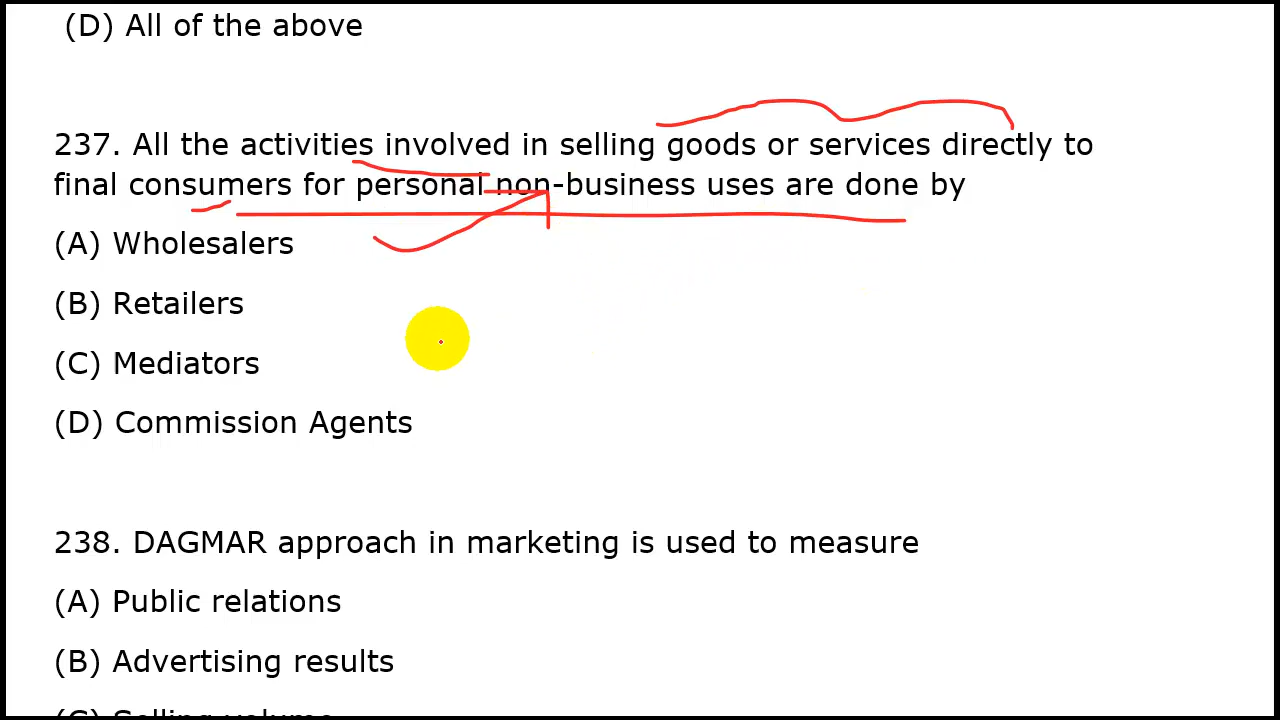 (D) All of the above
237. All the activities involved in selling goods or services directly to
final consumers for personal non-business uses are done by
(A) Wholesalers
(B) Retailers
(C) Mediators
(D) Commission Agents
238. DAGMAR approach in marketing is used to measure
(A) Public relations
(B) Advertising results
(C) Selling volume